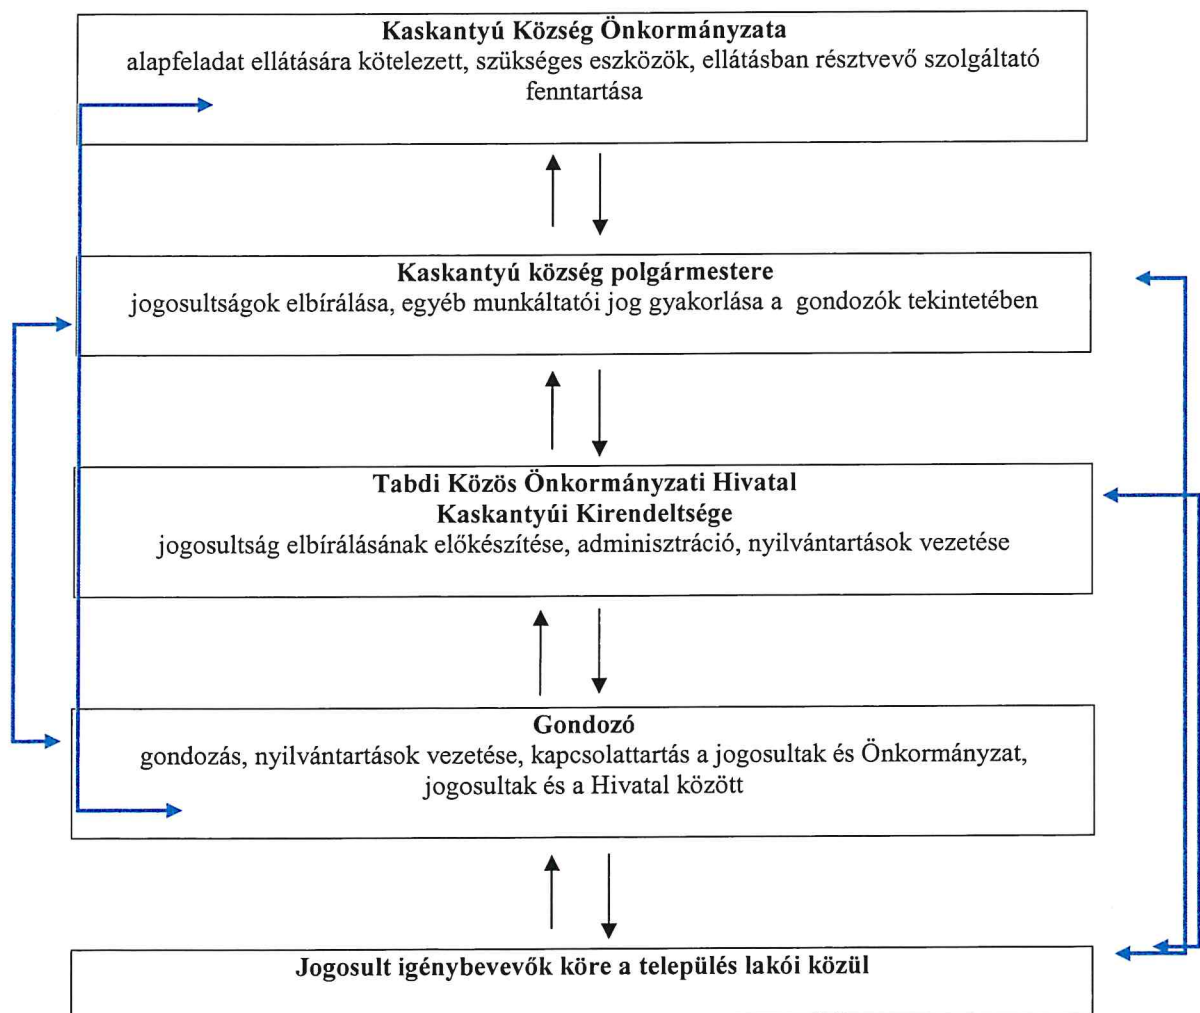 Kaskantyú Község Önkormányzata
alapfeladat ellátására kötelezett, szükséges eszközök, ellátásban résztvevő szolgáltató
fenntartása
Kaskantyú község polgármestere
jogosultságok elbírálása, egyéb munkáltatói jog gyakorlása a gondozók tekintetében
Tabdi Közös Önkormányzati Hivatal
Kaskantyúi Kirendeltsége
jogosultság elbírálásának előkészítése, adminisztráció, nyilvántartások vezetése
Gondozó
gondozás, nyilvántartások vezetése, kapcsolattartás a jogosultak és Önkormányzat,
jogosultak és a Hivatal között
Jogosult igénybevevők köre a település lakói közül